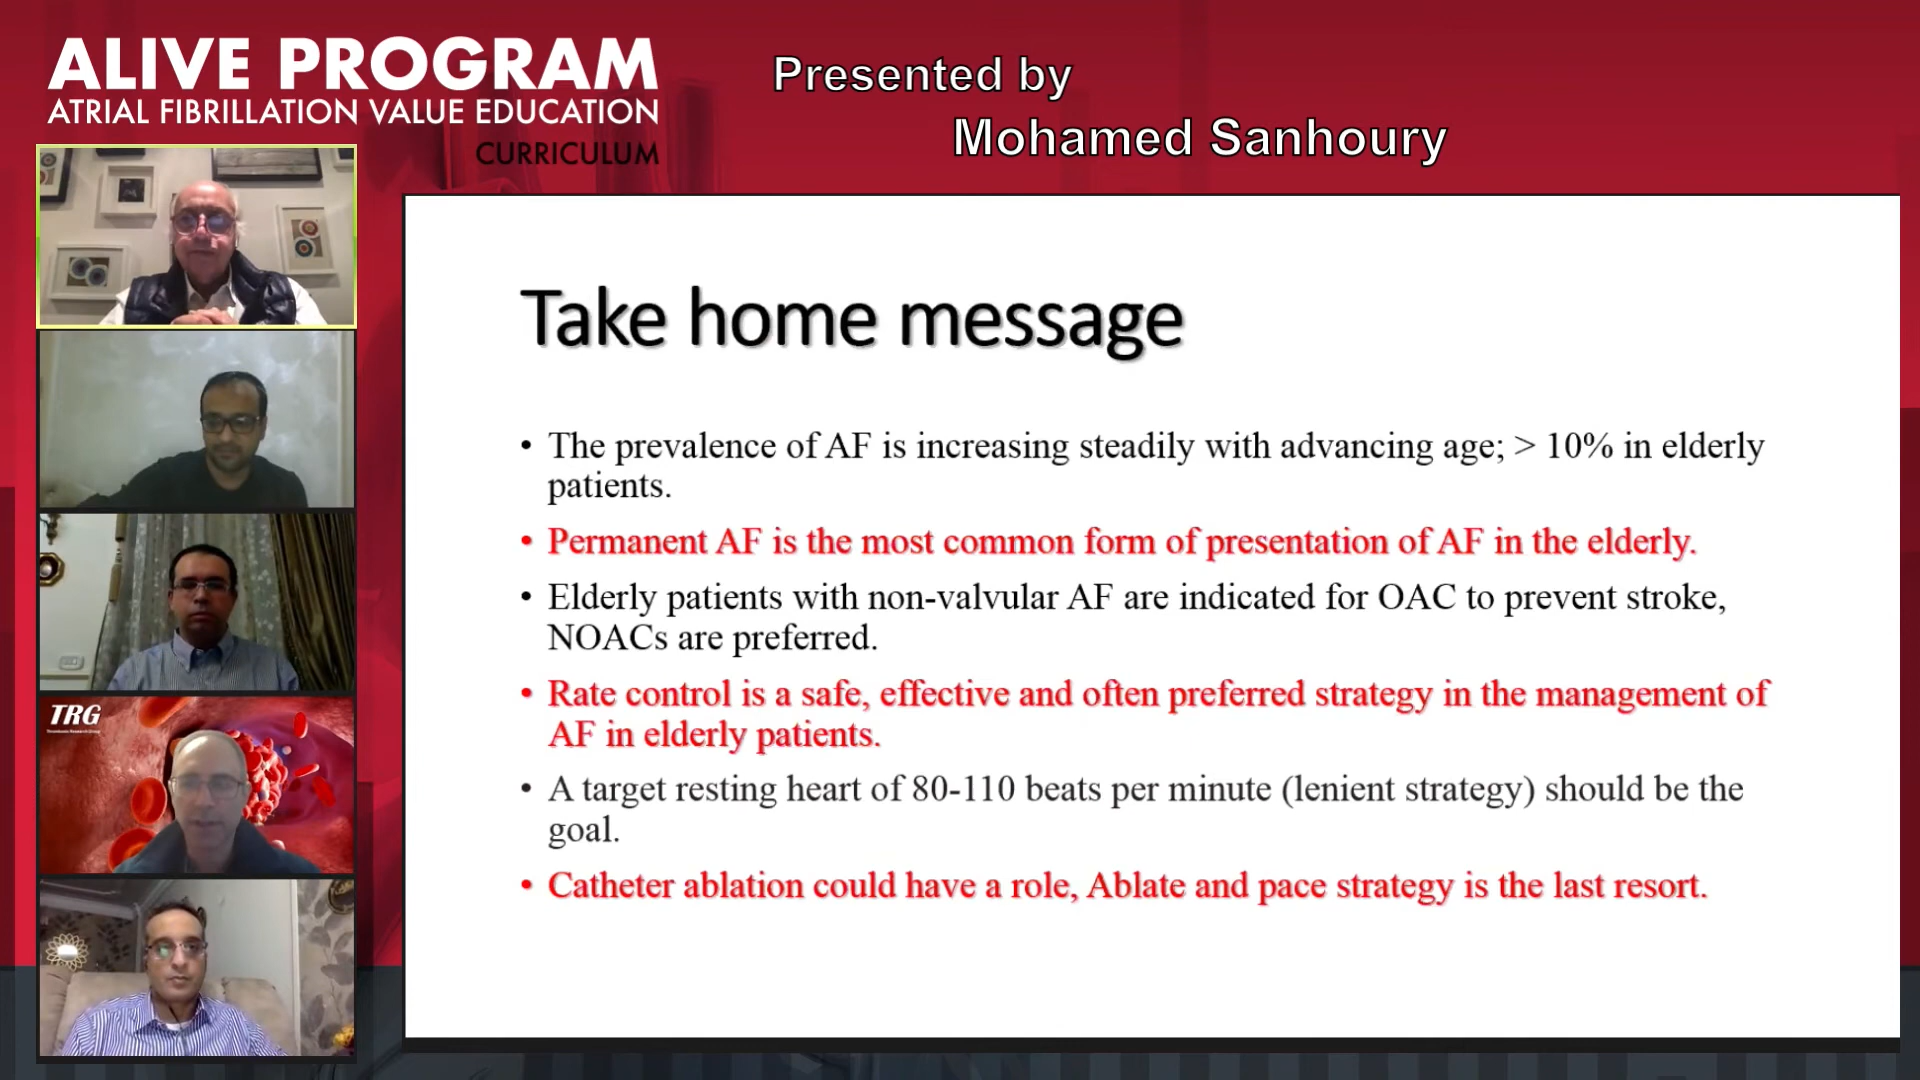 ALIVE PROGRAM
ATRIAL FIBRILLATION VALUE EDUCATION
CURRICULUM
Presented by
Mohamed Sanhoury
TRG
Take home message
• The prevalence of AF is increasing steadily with advancing age; > 10% in elderly
patients.
• Permanent AF is the most common form of presentation of AF in the elderly.
• Elderly patients with non-valvular AF are indicated for OAC to prevent stroke,
NOACs are preferred.
• Rate control is a safe, effective and often preferred strategy in the management of
AF in elderly patients.
• A target resting heart of 80-110 beats per minute (lenient strategy) should be the
goal.
• Catheter ablation could have a role, Ablate and pace strategy is the last resort.